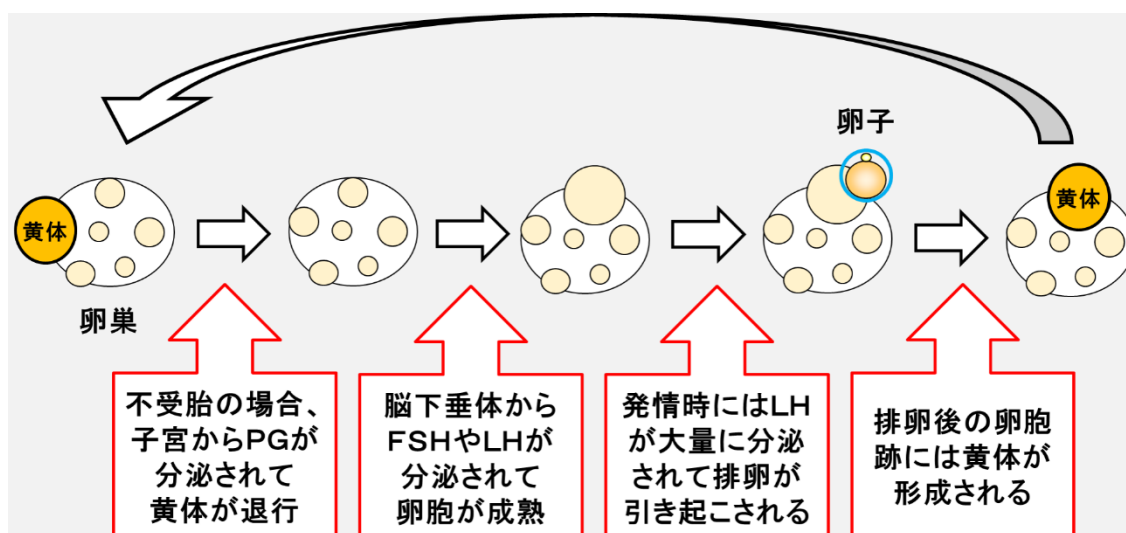 卵子
黄体
黄体
卵巣
不受胎の場合、
子宮からPGが
分泌されて
黄体が退行
脳下垂体から
FSHやLHが
分泌されて
卵胞が成熟
発情時にはLH
が大量に分泌
されて排卵が
引き起こされる
排卵後の卵胞
跡には黄体が
形成される